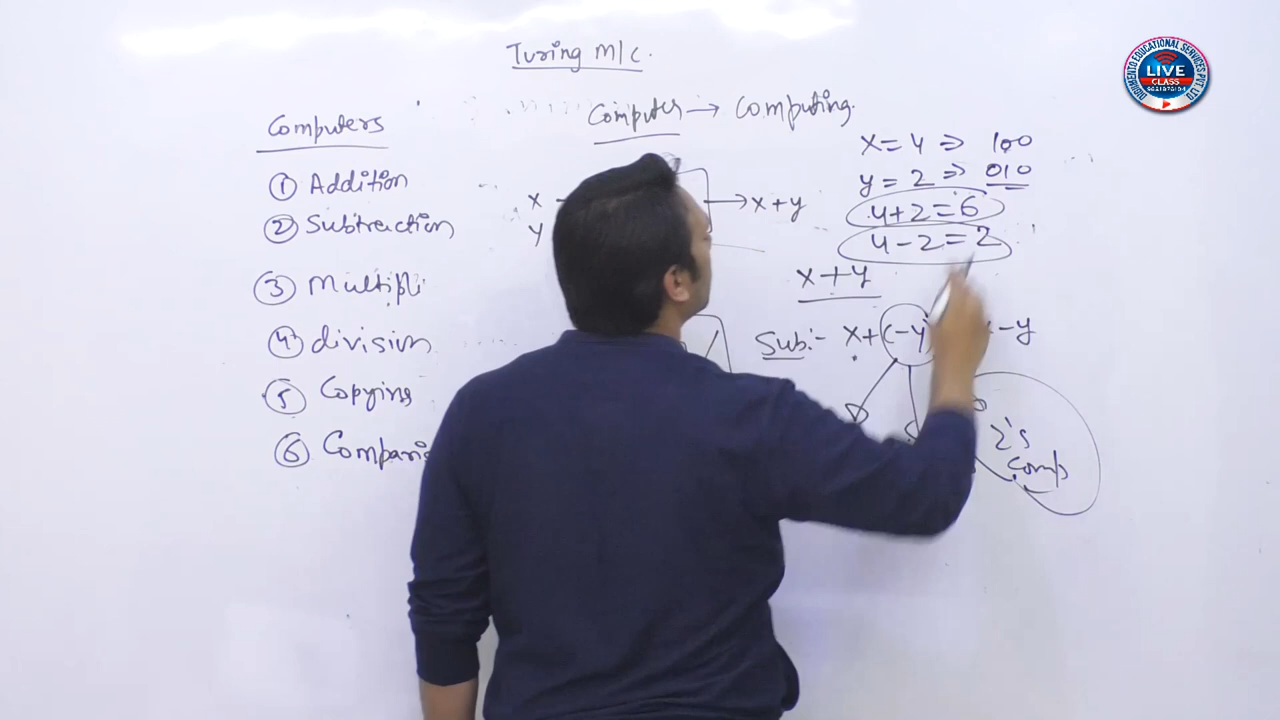 Turing M/C.
Computer → Computing.
Computers
① Addition
② Subtraction
③ Multipli
④ division
⑤ Copying
⑥ Comparis
X
Y
→ X+Y
X=4 ⇒ 100
y=2 ⇒ 010
4+2=6
4-2=2
X+Y
Sub:- X+(-y
-y
2's
Comp
LIVE
CLASS